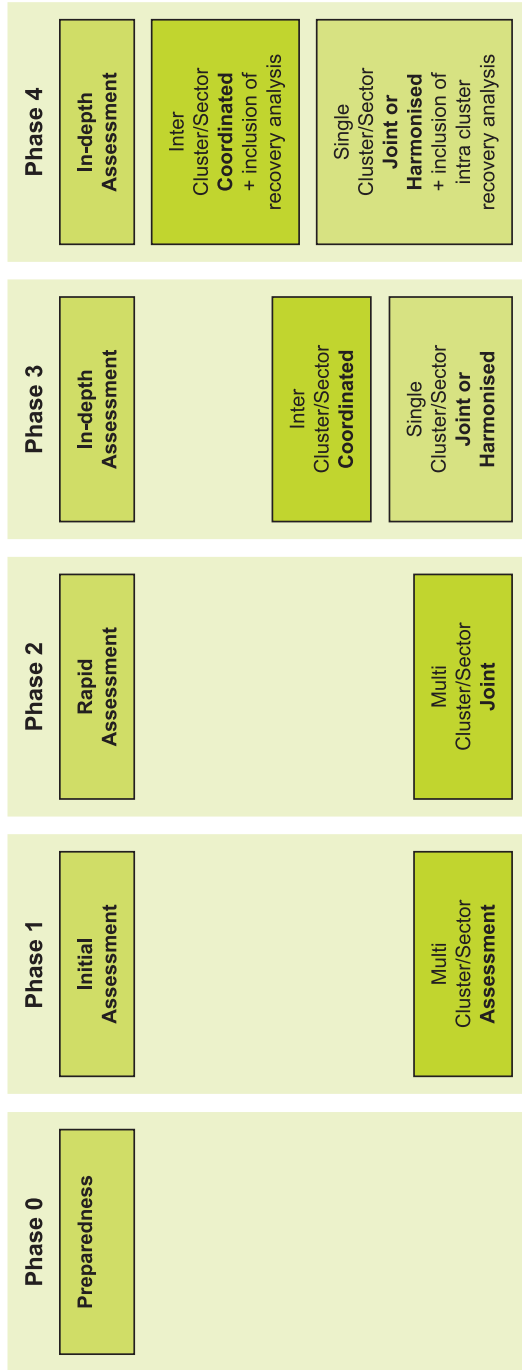 Phase 0
Preparedness
Phase 1
Initial
Assessment
Multi
Cluster/Sector
Assessment
Phase 2
Rapid
Assessment
Multi
Cluster/Sector
Joint
Phase 3
In-depth
Assessment
Inter
Cluster/Sector
Coordinated
Single
Cluster/Sector
Joint or
Harmonised
Phase 4
In-depth
Assessment
Inter
Cluster/Sector
Coordinated
+ inclusion of
recovery analysis
Single
Cluster/Sector
Joint or
Harmonised
+ inclusion of
intra cluster
recovery analysis